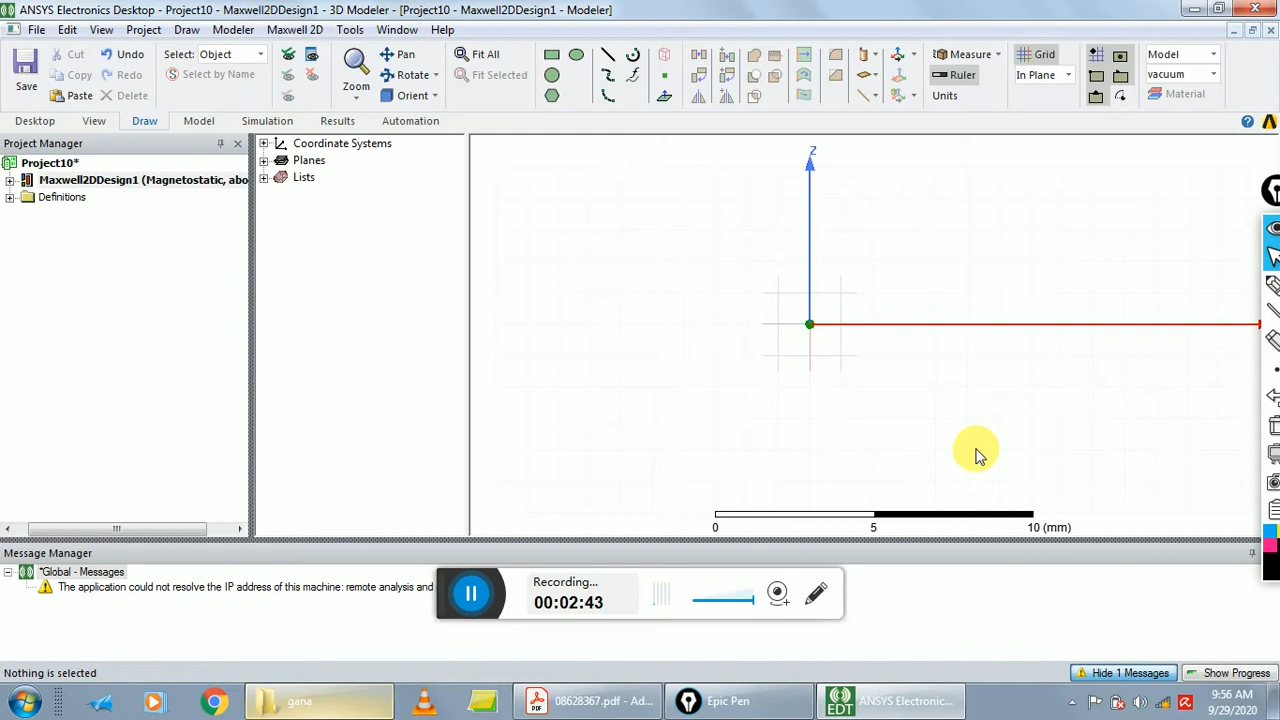 ANSYS Electronics Desktop - Project10 - Maxwell2DDesign1 - 3D Modeler - [Project10 - Maxwell2DDesign1 - Modeler]
File Edit View Project Draw Modeler Maxwell 2D Tools Window Help
Save Cut Copy Paste Undo Redo Delete Select: Object Select by Name Zoom Pan Rotate Orient Fit All Fit Selected Measure Ruler Units Grid In Plane Model vacuum Material
Desktop View Draw Model Simulation Results Automation
Project Manager
Project10*
Maxwell2DDesign1 (Magnetostatic, abo
Definitions
Coordinate Systems
Planes
Lists
Z
0 5 10 (mm)
Message Manager
*Global - Messages
The application could not resolve the IP address of this machine: remote analysis and
Recording...
00:02:43
Nothing is selected
Hide 1 Messages Show Progress
gana 08628367.pdf - Ad... Epic Pen EDT ANSYS Electronic...
9:56 AM
9/29/2020